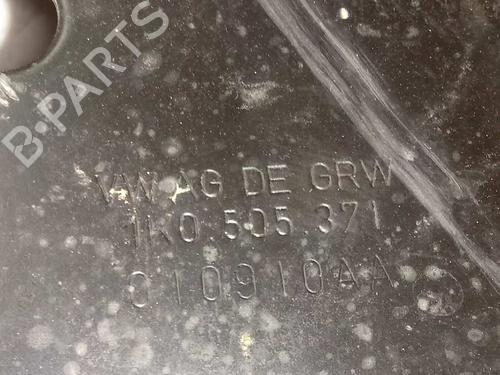 B-PARTS
VW AG DE GRW
1K0.505.371
010910AA